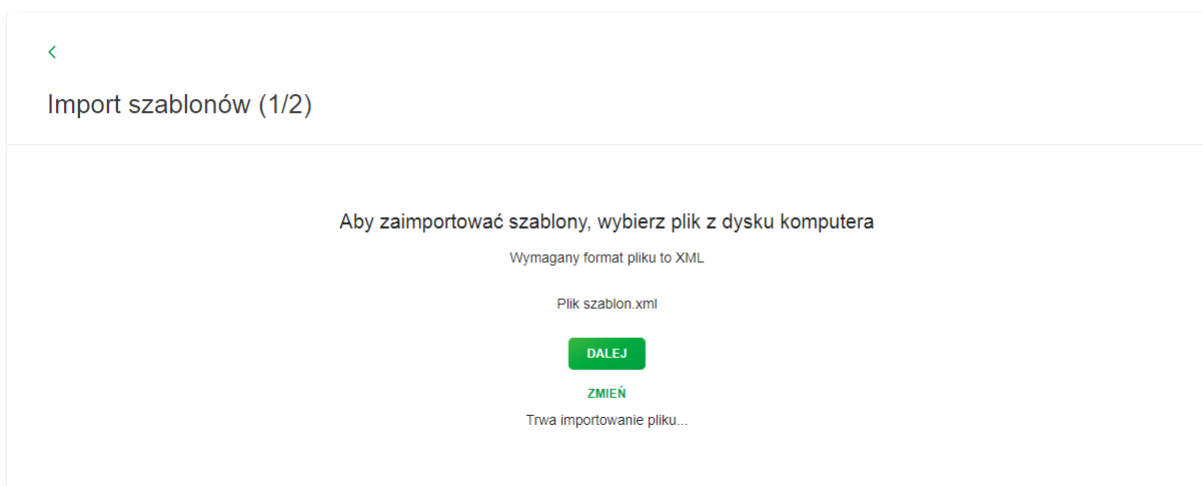 Import szablonów (1/2)
Aby zaimportować szablony, wybierz plik z dysku komputera
Wymagany format pliku to XML
Plik szablon.xml
DALEJ
ZMIEŃ
Trwa importowanie pliku...